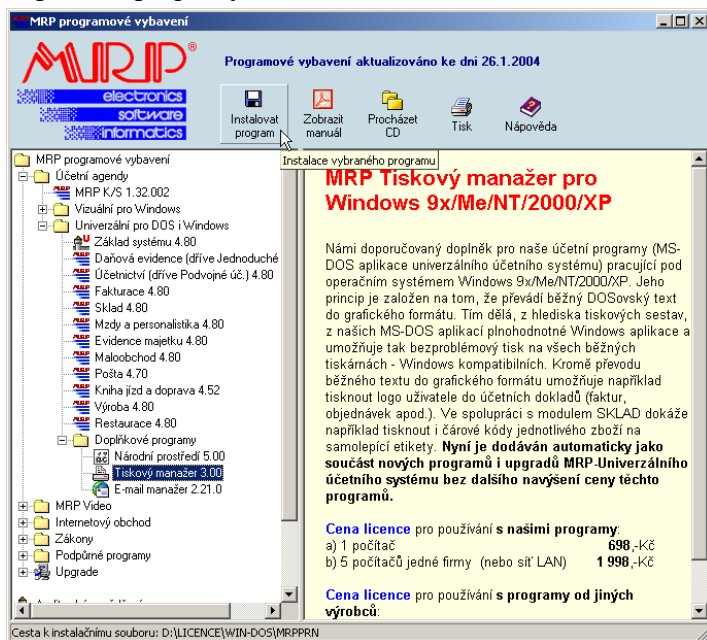 MRP programové vybavení
MRP®
electronics
software
informatics
Programové vybavení aktualizováno ke dni 26.1.2004
Instalovat program
Zobrazit manuál
Procházet CD
Tisk
Nápověda
Instalace vybraného programu
MRP programové vybavení
Účetní agendy
MRP K/S 1.32.002
Vizuální pro Windows
Univerzální pro DOS i Windows
Základ systému 4.80
Daňová evidence (dříve Jednoduché
Účetnictví (dříve Podvojné úč.) 4.80
Fakturace 4.80
Sklad 4.80
Mzdy a personalistika 4.80
Evidence majetku 4.80
Maloobchod 4.80
Pošta 4.70
Kniha jízd a doprava 4.52
Výroba 4.80
Restaurace 4.80
Doplňkové programy
Národní prostředí 5.00
Tiskový manažer 3.00
E-mail manažer 2.21.0
MRP Video
Internetový obchod
Zákony
Podpůrné programy
Upgrade
MRP Tiskový manažer pro
Windows 9x/Me/NT/2000/XP
Námi doporučovaný doplněk pro naše účetní programy (MS-
DOS aplikace univerzálního účetního systému) pracující pod
operačním systémem Windows 9x/Me/NT/2000/XP. Jeho
princip je založen na tom, že převádí běžný DOSovský text
do grafického formátu. Tím dělá, z hlediska tiskových sestav,
z našich MS-DOS aplikací plnohodnotné Windows aplikace a
umožňuje tak bezproblémový tisk na všech běžných
tiskárnách - Windows kompatibilních. Kromě převodu
běžného textu do grafického formátu umožňuje například
tisknout logo uživatele do účetních dokladů (faktur,
objednávek apod.). Ve spolupráci s modulem SKLAD dokáže
například tisknout i čárové kódy jednotlivého zboží na
samolepící etikety. Nyní je dodáván automaticky jako
součást nových programů i upgradů MRP-Univerzálního
účetního systému bez dalšího navýšení ceny těchto
programů.
Cena licence pro používání s našimi programy:
a) 1 počítač 698,-Kč
b) 5 počítačů jedné firmy (nebo síť LAN) 1 998,-Kč
Cena licence pro používání s programy od jiných
výrobců:
Cesta k instalačnímu souboru: D:\LICENCE\WIN-DOS\MRPPRN